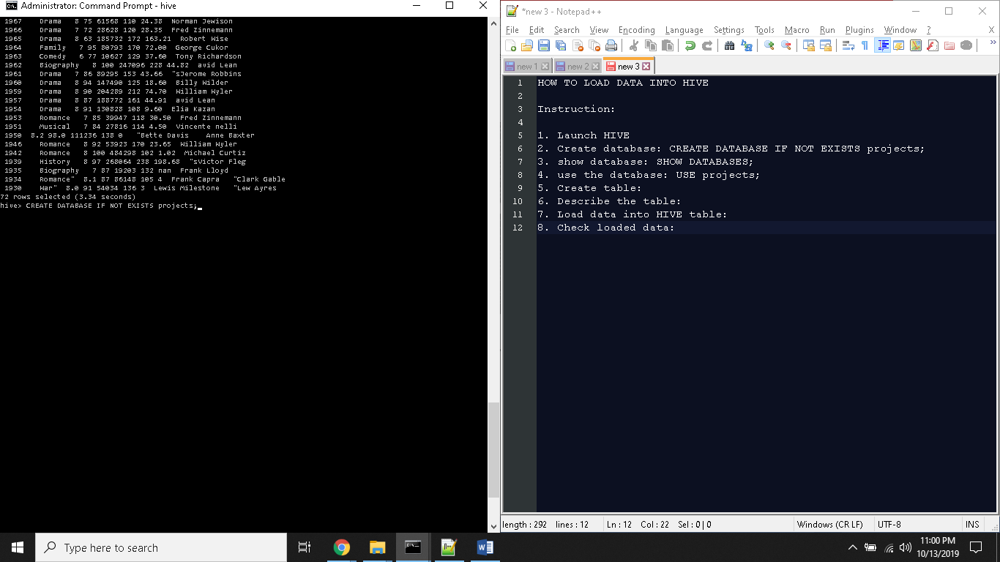 Administrator: Command Prompt - hive
1967 Drama 8 75 61568 110 24.38 Norman Jewison
1966 Drama 7 72 28628 120 28.35 Fred Zinnemann
1965 Drama 8 63 185732 172 163.21 Robert Wise
1964 Family 7 95 80793 170 72.00 George Cukor
1963 Comedy 6 77 10627 129 37.60 Tony Richardson
1962 Biography 8 100 247096 228 44.82 avid Lean
1961 Drama 7 86 89295 153 43.66 "sJerome Robbins
1960 Drama 8 94 147490 125 18.60 Billy Wilder
1959 Drama 8 90 204289 212 74.70 William Wyler
1957 Drama 8 87 188772 161 44.91 avid Lean
1954 Drama 8 91 130828 108 9.60 Elia Kazan
1953 Romance 7 85 39947 118 30.50 Fred Zinnemann
1951 Musical 7 84 27816 114 4.50 Vincente nelli
1950 8.2 98.0 111236 138 0 "Bette Davis Anne Baxter
1946 Romance 8 92 53923 170 23.65 William Wyler
1942 Romance 8 100 484298 102 1.02 Michael Curtiz
1939 History 8 97 268064 238 198.68 "sVictor Fleg
1935 Biography 7 87 19203 132 nan Frank Lloyd
1934 Romance" 8.1 87 86148 105 4 Frank Capra "Clark Gable
1930 War" 8.0 91 54034 136 3 Lewis Milestone "Lew Ayres
72 rows selected (3.34 seconds)
hive> CREATE DATABASE IF NOT EXISTS projects;
*new 3 - Notepad++
File Edit Search View Encoding Language Settings Tools Macro Run Plugins Window ? X
new 1 new 2 new 3
1 HOW TO LOAD DATA INTO HIVE
2
3 Instruction:
4
5 1. Launch HIVE
6 2. Create database: CREATE DATABASE IF NOT EXISTS projects;
7 3. show database: SHOW DATABASES;
8 4. use the database: USE projects;
9 5. Create table:
10 6. Describe the table:
11 7. Load data into HIVE table:
12 8. Check loaded data:
length : 292 lines : 12 Ln : 12 Col : 22 Sel : 0 | 0 Windows (CR LF) UTF-8 INS
Type here to search
11:00 PM
10/13/2019